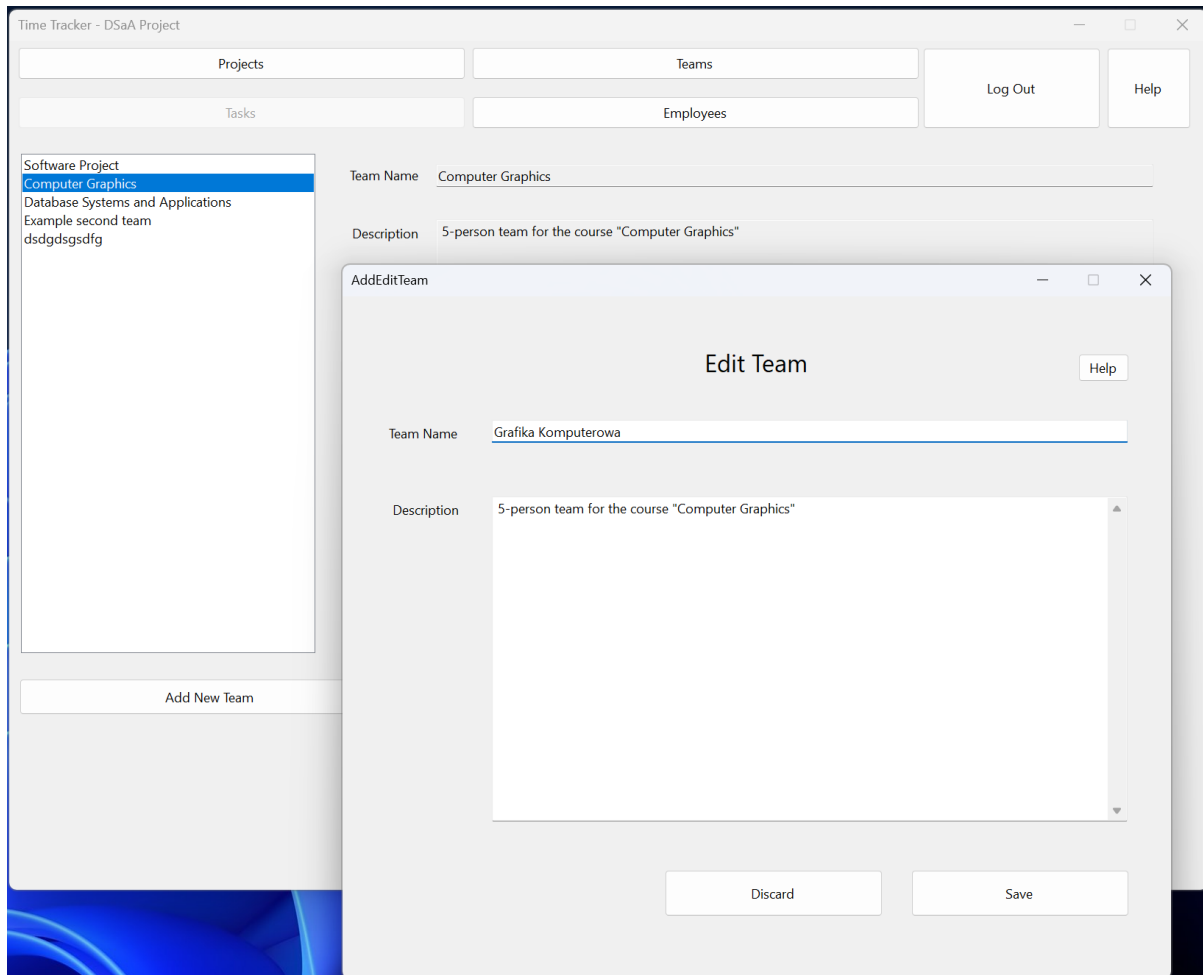 Time Tracker - DSaA Project
Projects
Teams
Log Out
Help
Tasks
Employees
Software Project
Computer Graphics
Database Systems and Applications
Example second team
dsdgdsgsdfg
Team Name
Computer Graphics
Description
5-person team for the course "Computer Graphics"
Add New Team
AddEditTeam
Edit Team
Help
Team Name
Grafika Komputerowa
Description
5-person team for the course "Computer Graphics"
Discard
Save